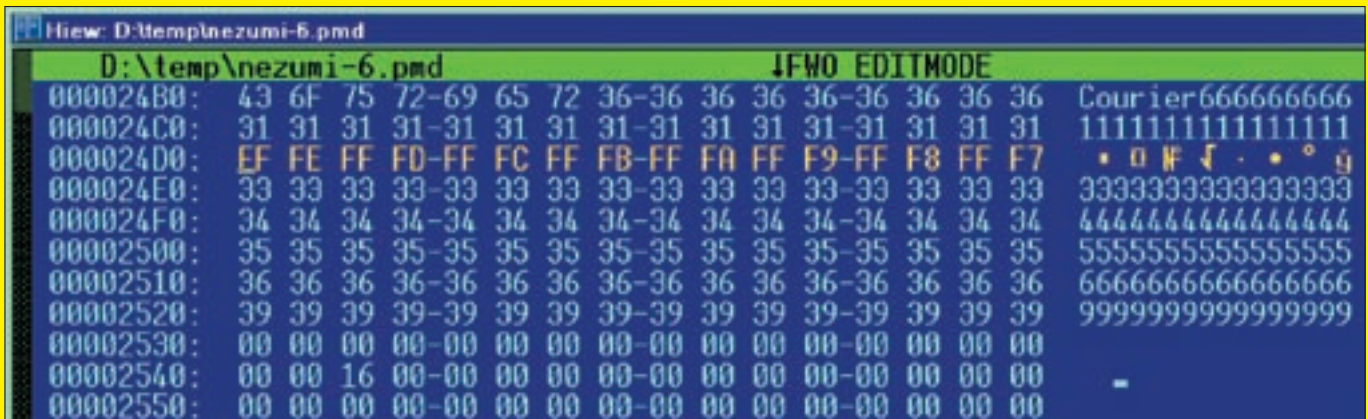 Hiew: D:\temp\nezumi-6.pmd
D:\temp\nezumi-6.pmd ↓FWO EDITMODE
000024B0: 43 6F 75 72-69 65 72 36-36 36 36 36-36 36 36 36 Courier666666666
000024C0: 31 31 31 31-31 31 31 31-31 31 31 31-31 31 31 31 1111111111111111
000024D0: EF FE FF FD-FF FC FF FB-FF FA FF F9-FF F8 FF F7 ▪ ¤ № √ · ∙ ° ў
000024E0: 33 33 33 33-33 33 33 33-33 33 33 33-33 33 33 33 3333333333333333
000024F0: 34 34 34 34-34 34 34 34-34 34 34 34-34 34 34 34 4444444444444444
00002500: 35 35 35 35-35 35 35 35-35 35 35 35-35 35 35 35 5555555555555555
00002510: 36 36 36 36-36 36 36 36-36 36 36 36-36 36 36 36 6666666666666666
00002520: 39 39 39 39-39 39 39 39-39 39 39 39-39 39 39 39 9999999999999999
00002530: 00 00 00 00-00 00 00 00-00 00 00 00-00 00 00 00
00002540: 00 00 16 00-00 00 00 00-00 00 00 00-00 00 00 00 ▬
00002550: 00 00 00 00-00 00 00 00-00 00 00 00-00 00 00 00